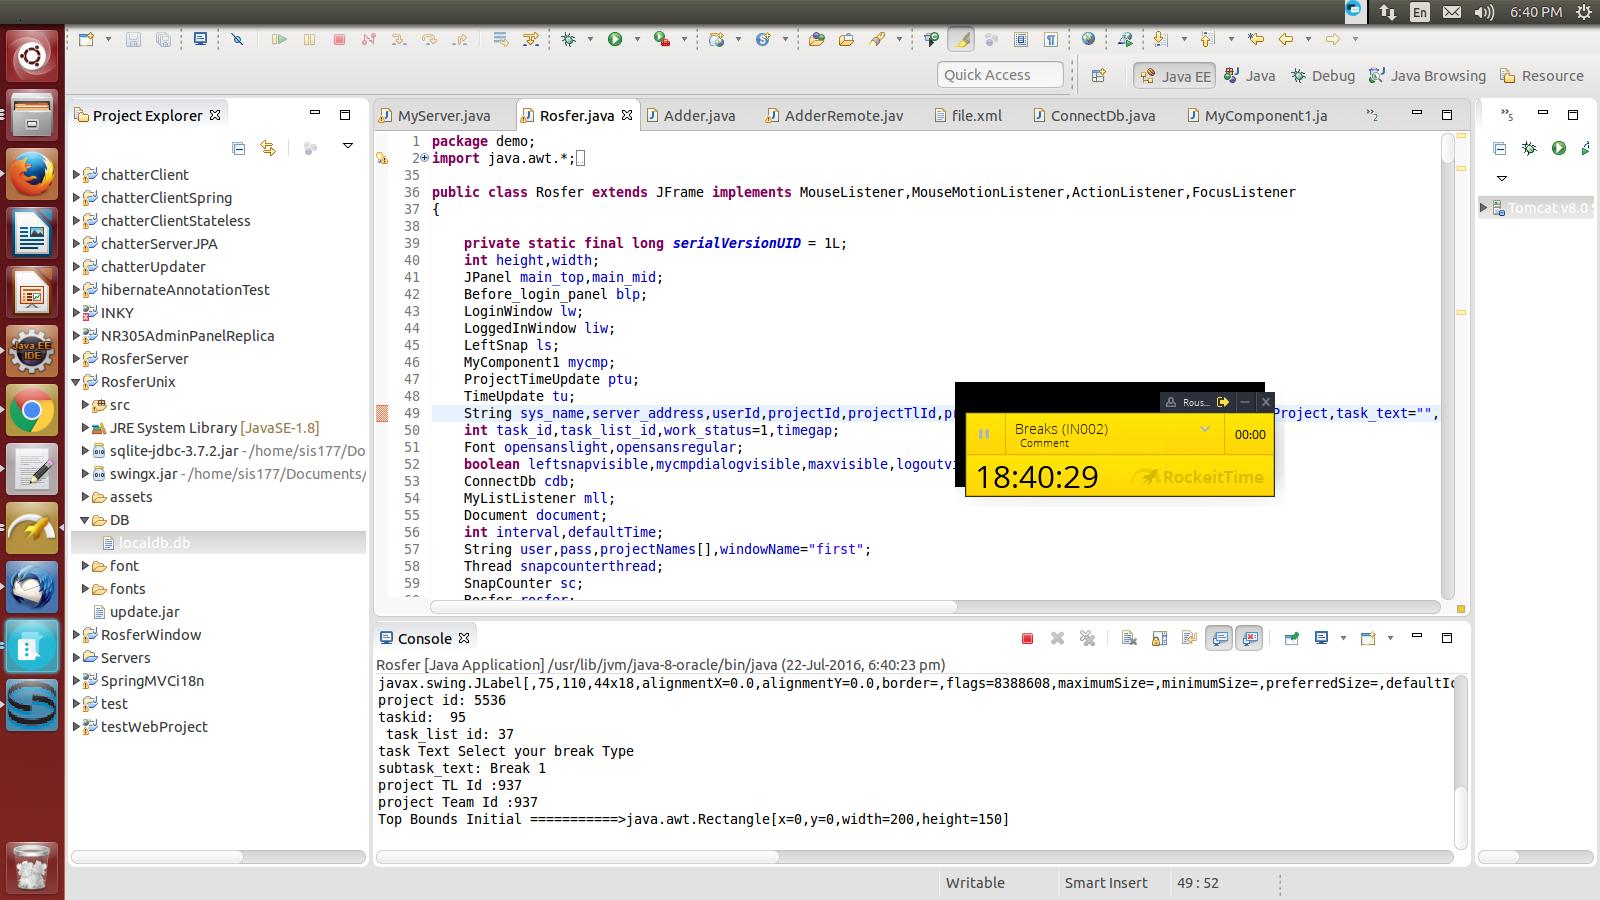 En
6:40 PM
Quick Access
Java EE
Java
Debug
Java Browsing
Resource
Project Explorer
chatterClient
chatterClientSpring
chatterClientStateless
chatterServerJPA
chatterUpdater
hibernateAnnotationTest
INKY
NR305AdminPanelReplica
RosferServer
RosferUnix
src
JRE System Library [JavaSE-1.8]
sqlite-jdbc-3.7.2.jar - /home/sis177/Do
swingx.jar - /home/sis177/Documents/
assets
DB
localdb.db
font
fonts
update.jar
RosferWindow
Servers
SpringMVCi18n
test
testWebProject
Java EE
IDE
MyServer.java
Rosfer.java
Adder.java
AdderRemote.jav
file.xml
ConnectDb.java
MyComponent1.ja
»2
»5
Tomcat v8.0 S
1 package demo;
2 import java.awt.*;
35
36 public class Rosfer extends JFrame implements MouseListener,MouseMotionListener,ActionListener,FocusListener
37 {
38
39 private static final long serialVersionUID = 1L;
40 int height,width;
41 JPanel main_top,main_mid;
42 Before_login_panel blp;
43 LoginWindow lw;
44 LoggedInWindow liw;
45 LeftSnap ls;
46 MyComponent1 mycmp;
47 ProjectTimeUpdate ptu;
48 TimeUpdate tu;
49 String sys_name,server_address,userId,projectId,projectTlId,p Project,task_text="",
50 int task_id,task_list_id,work_status=1,timegap;
51 Font opensanslight,opensansregular;
52 boolean leftsnapvisible,mycmpdialogvisible,maxvisible,logoutv
53 ConnectDb cdb;
54 MyListListener mll;
55 Document document;
56 int interval,defaultTime;
57 String user,pass,projectNames[],windowName="first";
58 Thread snapcounterthread;
59 SnapCounter sc;
Rosfer rosfer;
Rous...
Breaks (IN002)
Comment
00:00
18:40:29
RockeitTime
Console
Rosfer [Java Application] /usr/lib/jvm/java-8-oracle/bin/java (22-Jul-2016, 6:40:23 pm)
javax.swing.JLabel[,75,110,44x18,alignmentX=0.0,alignmentY=0.0,border=,flags=8388608,maximumSize=,minimumSize=,preferredSize=,defaultIc
project id: 5536
taskid: 95
task_list id: 37
task Text Select your break Type
subtask_text: Break 1
project TL Id :937
project Team Id :937
Top Bounds Initial ===========>java.awt.Rectangle[x=0,y=0,width=200,height=150]
Writable
Smart Insert
49 : 52